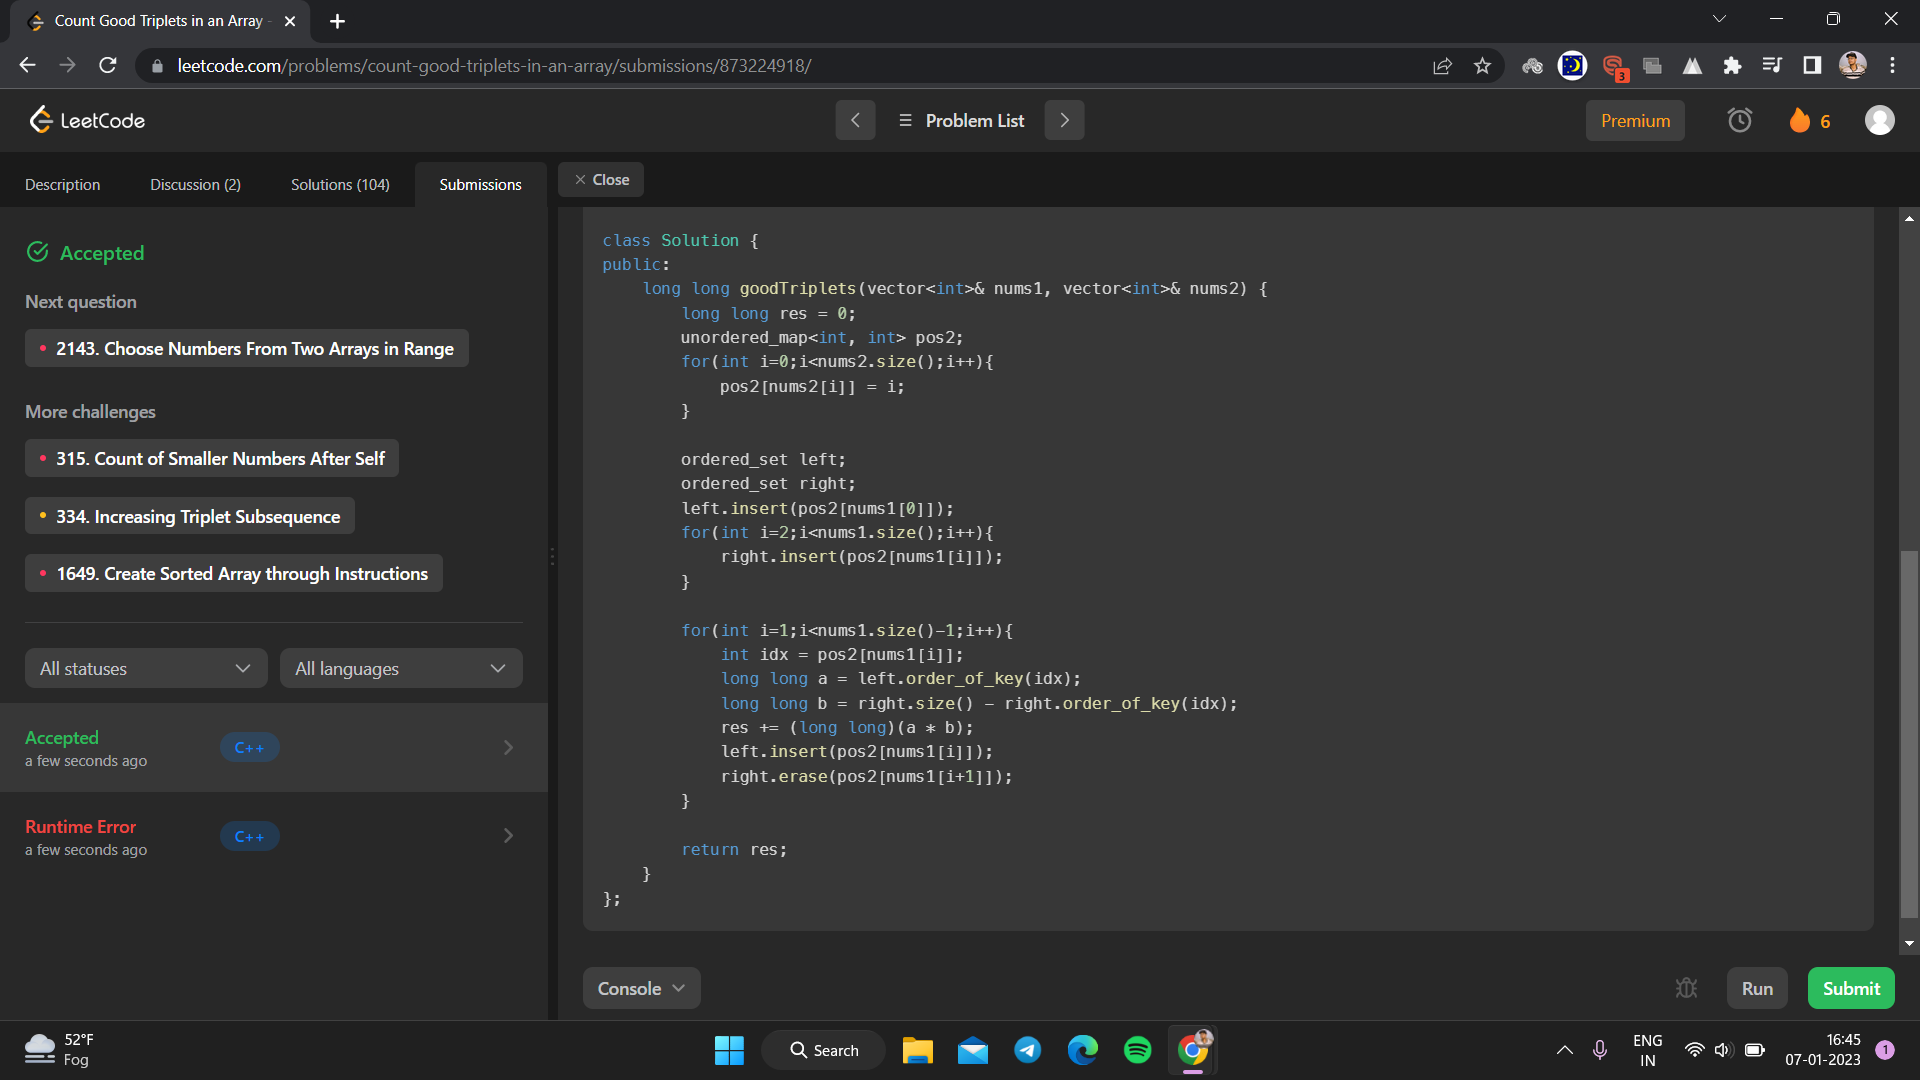 Count Good Triplets in an Array -
leetcode.com/problems/count-good-triplets-in-an-array/submissions/873224918/
3
LeetCode
Problem List
Premium
6
Description
Discussion (2)
Solutions (104)
Submissions
Close
Accepted
Next question
2143. Choose Numbers From Two Arrays in Range
More challenges
315. Count of Smaller Numbers After Self
334. Increasing Triplet Subsequence
1649. Create Sorted Array through Instructions
All statuses
All languages
Accepted
a few seconds ago
C++
Runtime Error
a few seconds ago
C++
class Solution {
public:
    long long goodTriplets(vector<int>& nums1, vector<int>& nums2) {
        long long res = 0;
        unordered_map<int, int> pos2;
        for(int i=0;i<nums2.size();i++){
            pos2[nums2[i]] = i;
        }
        ordered_set left;
        ordered_set right;
        left.insert(pos2[nums1[0]]);
        for(int i=2;i<nums1.size();i++){
            right.insert(pos2[nums1[i]]);
        }
        for(int i=1;i<nums1.size()-1;i++){
            int idx = pos2[nums1[i]];
            long long a = left.order_of_key(idx);
            long long b = right.size() - right.order_of_key(idx);
            res += (long long)(a * b);
            left.insert(pos2[nums1[i]]);
            right.erase(pos2[nums1[i+1]]);
        }
        return res;
    }
};
Console
Run
Submit
52°F
Fog
Search
ENG
IN
16:45
07-01-2023
1